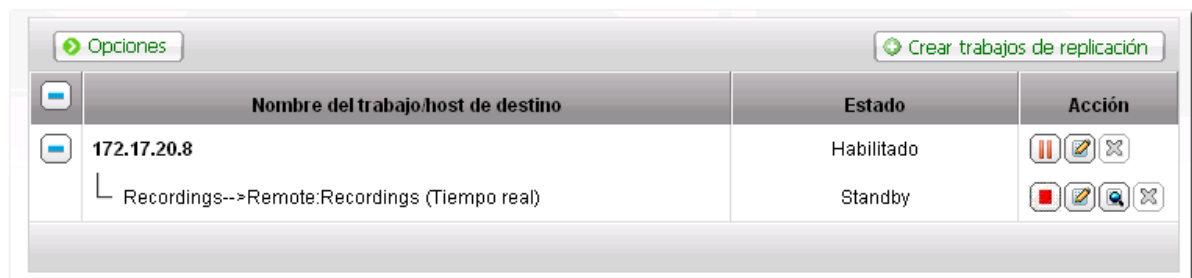 Opciones
Crear trabajos de replicación
Nombre del trabajo/host de destino Estado Acción
172.17.20.8 Habilitado
Recordings-->Remote:Recordings (Tiempo real) Standby